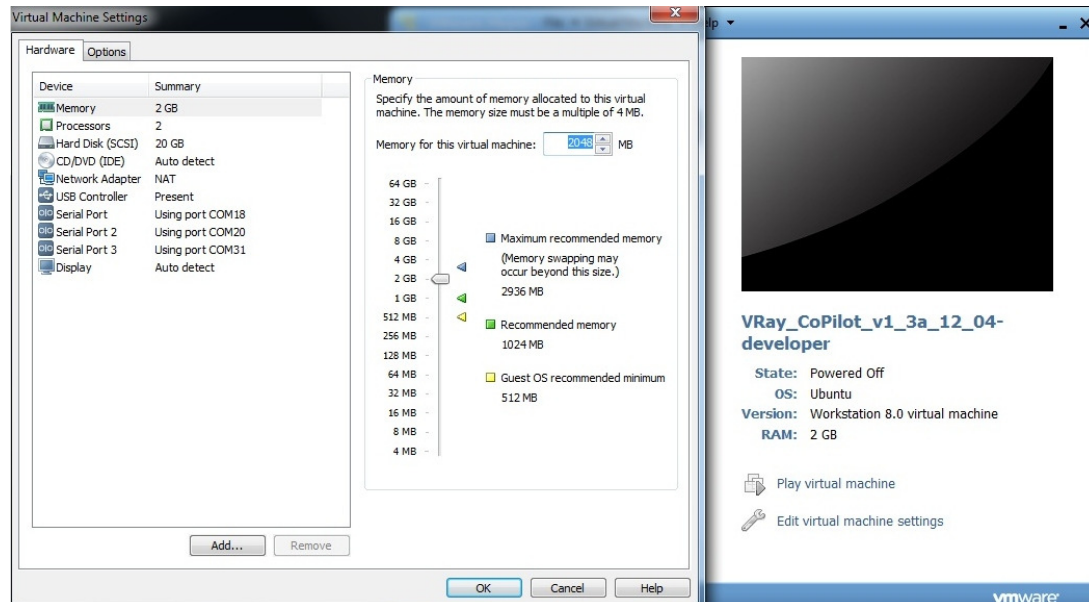 Virtual Machine Settings
Hardware
Options
Device Summary
Memory 2 GB
Processors 2
Hard Disk (SCSI) 20 GB
CD/DVD (IDE) Auto detect
Network Adapter NAT
USB Controller Present
Serial Port Using port COM18
Serial Port 2 Using port COM20
Serial Port 3 Using port COM31
Display Auto detect
Add...
Remove
Memory
Specify the amount of memory allocated to this virtual
machine. The memory size must be a multiple of 4 MB.
Memory for this virtual machine: 2048 MB
64 GB
32 GB
16 GB
8 GB
4 GB
2 GB
1 GB
512 MB
256 MB
128 MB
64 MB
32 MB
16 MB
8 MB
4 MB
Maximum recommended memory
(Memory swapping may
occur beyond this size.)
2936 MB
Recommended memory
1024 MB
Guest OS recommended minimum
512 MB
OK
Cancel
Help
VRay_CoPilot_v1_3a_12_04-
developer
State: Powered Off
OS: Ubuntu
Version: Workstation 8.0 virtual machine
RAM: 2 GB
Play virtual machine
Edit virtual machine settings
vmware